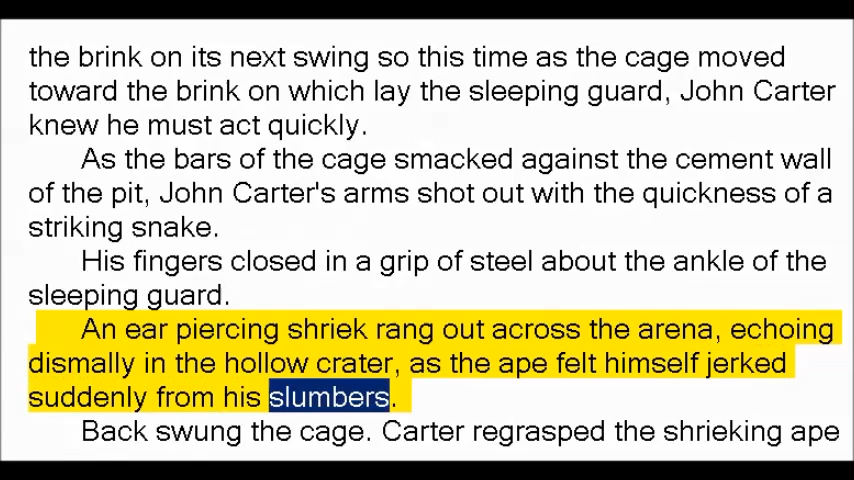 the brink on its next swing so this time as the cage moved
toward the brink on which lay the sleeping guard, John Carter
knew he must act quickly.
As the bars of the cage smacked against the cement wall
of the pit, John Carter's arms shot out with the quickness of a
striking snake.
His fingers closed in a grip of steel about the ankle of the
sleeping guard.
An ear piercing shriek rang out across the arena, echoing
dismally in the hollow crater, as the ape felt himself jerked
suddenly from his slumbers.
Back swung the cage. Carter regrasped the shrieking ape